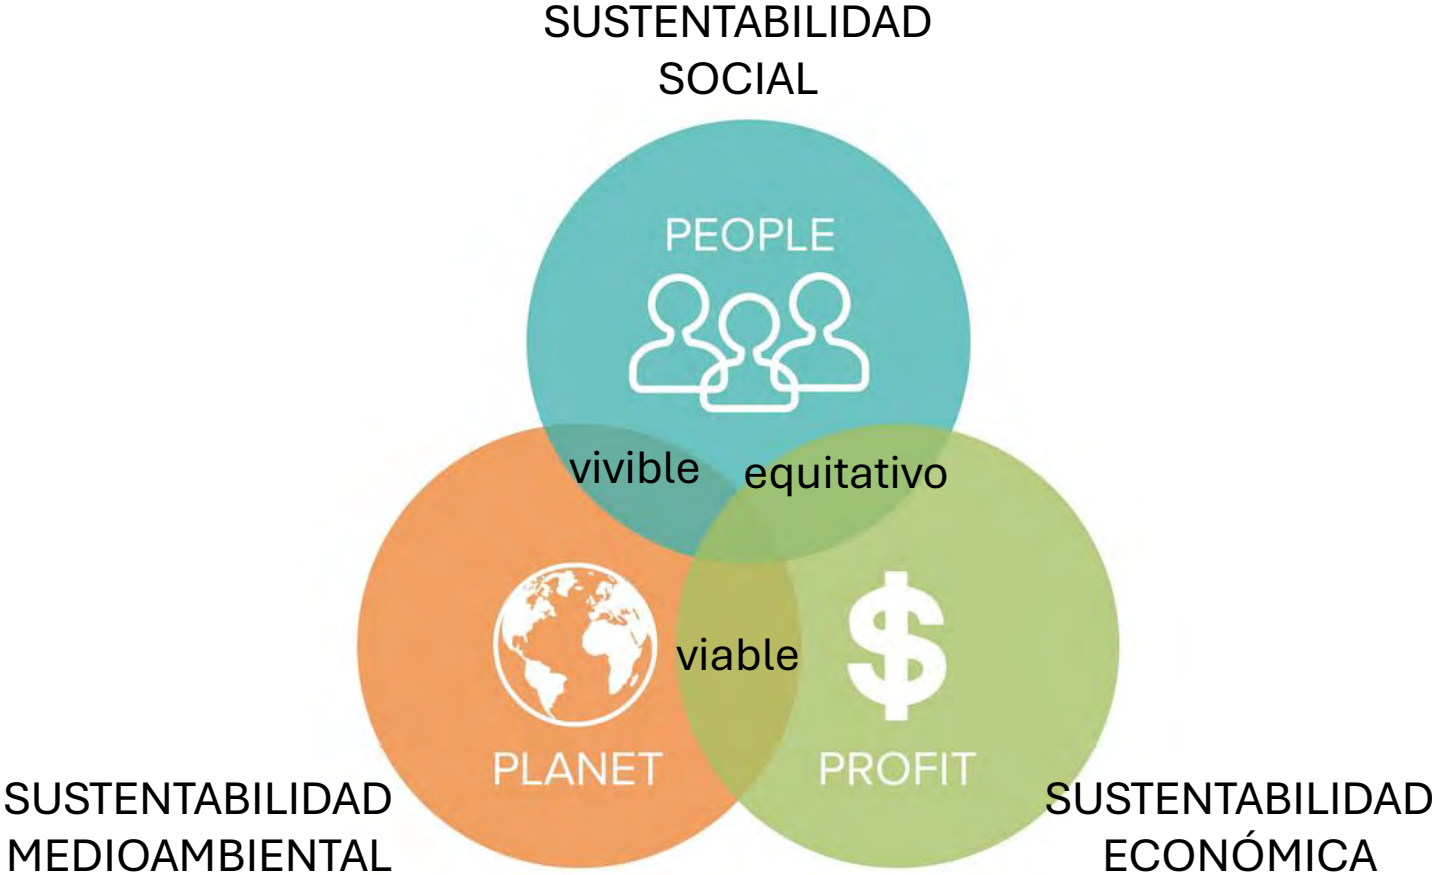 SUSTENTABILIDAD
SOCIAL
PEOPLE
vivible
equitativo
viable
$
PLANET
PROFIT
SUSTENTABILIDAD
MEDIOAMBIENTAL
SUSTENTABILIDAD
ECONÓMICA